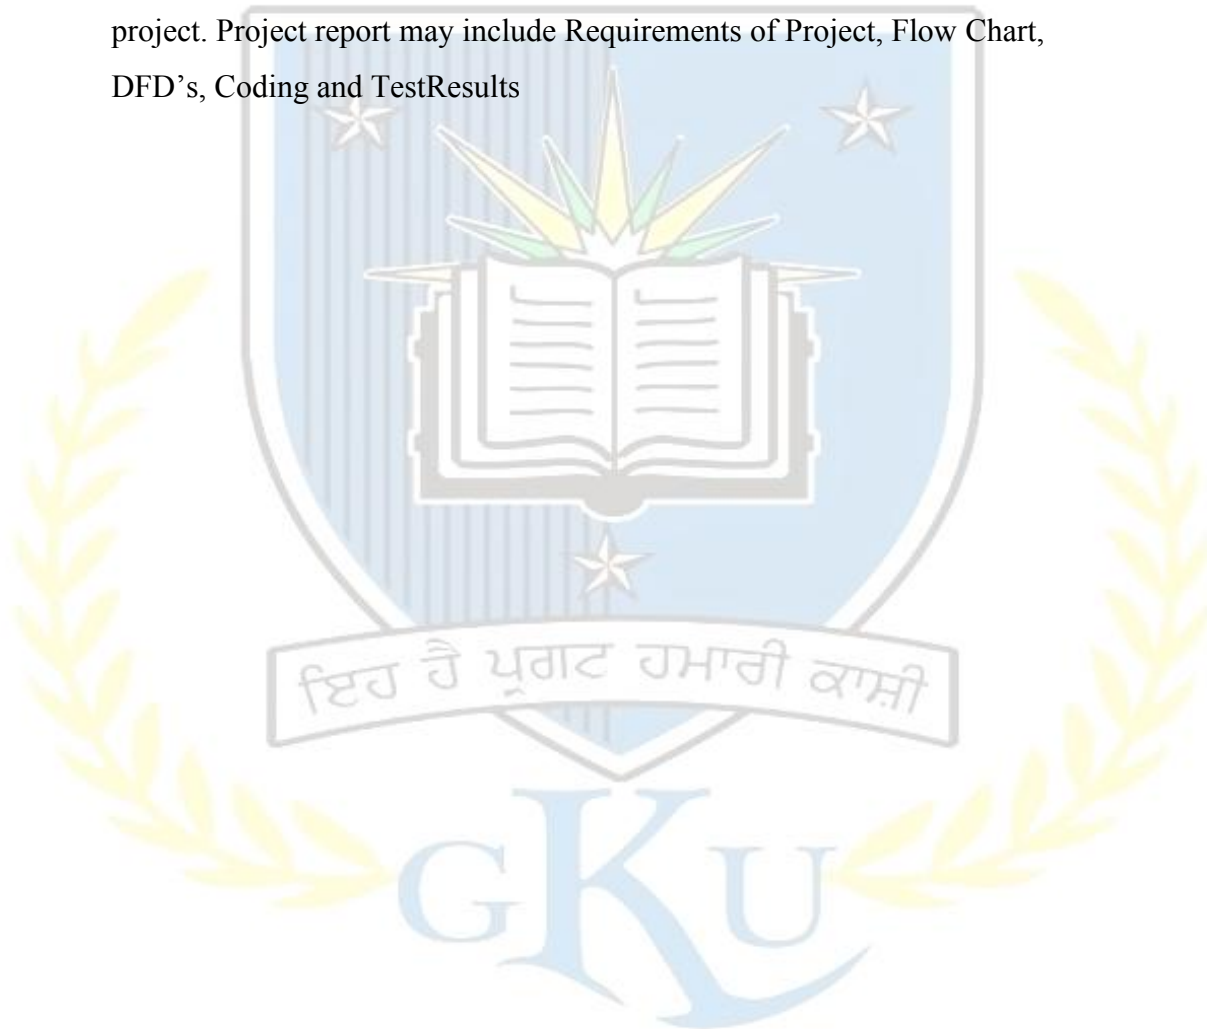 project. Project report may include Requirements of Project, Flow Chart,
DFD’s, Coding and TestResults
ਇਹ ਹੈ ਪ੍ਰਗਟ ਹਮਾਰੀ ਕਾਸ਼ੀ
GKU